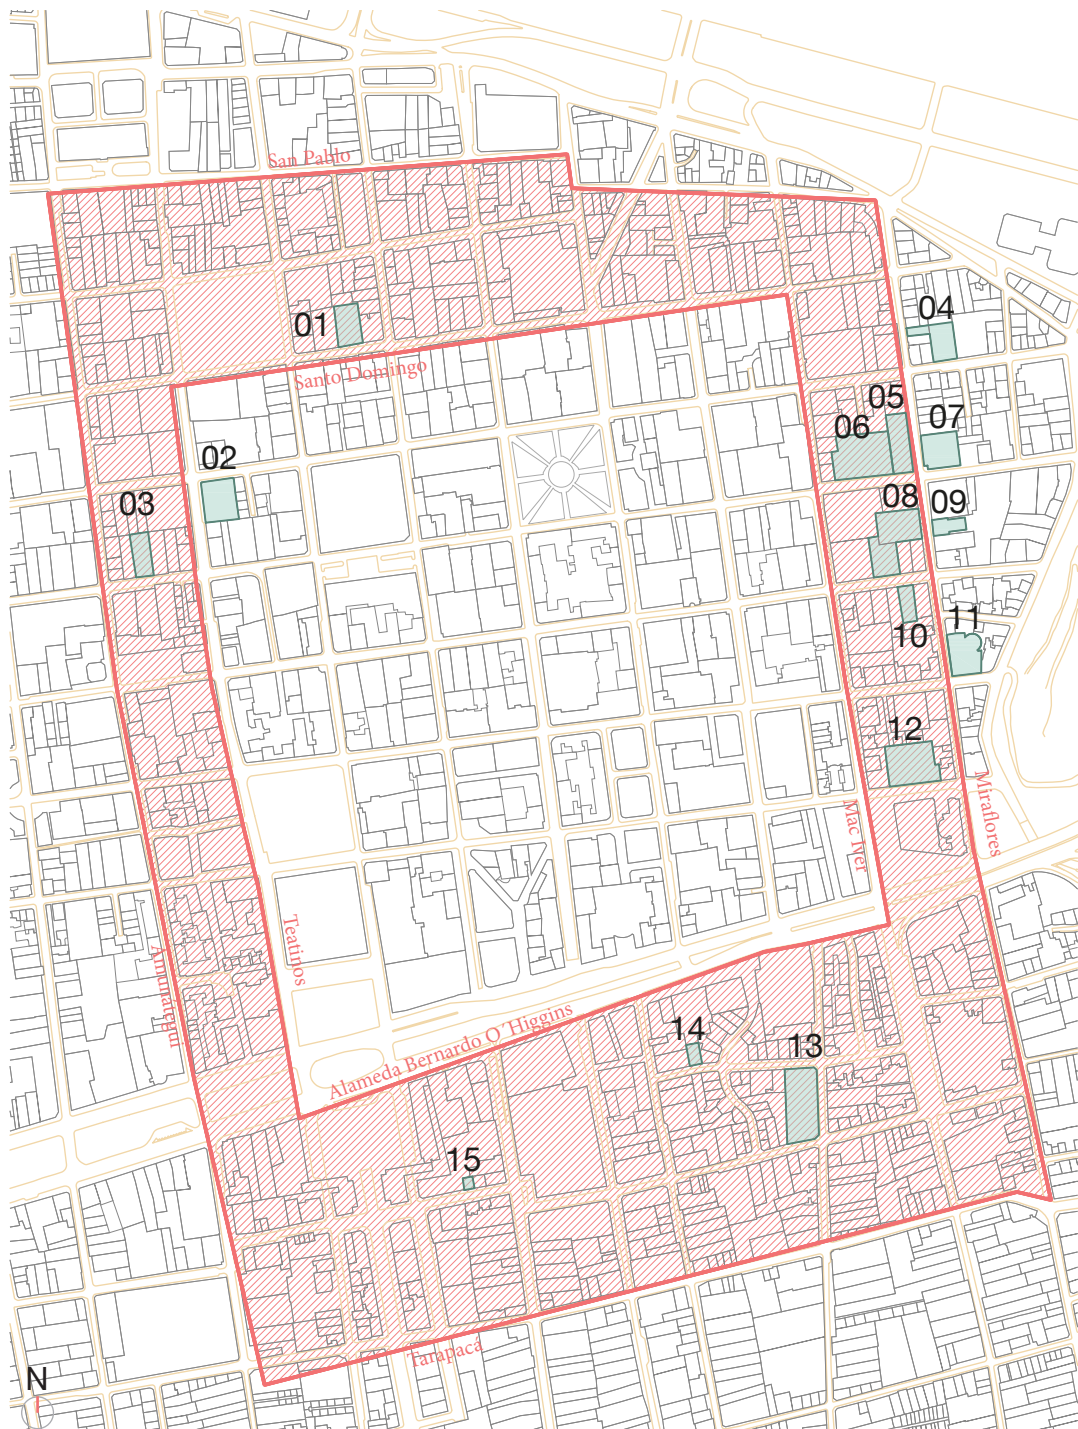 San Pablo
01
Santo Domingo
04
05
06
07
02
03
08
09
10
11
12
Mac Iver
Miraflores
Teatinos
Amunátegui
Alameda Bernardo O´Higgins
14
13
15
Tarapacá
N